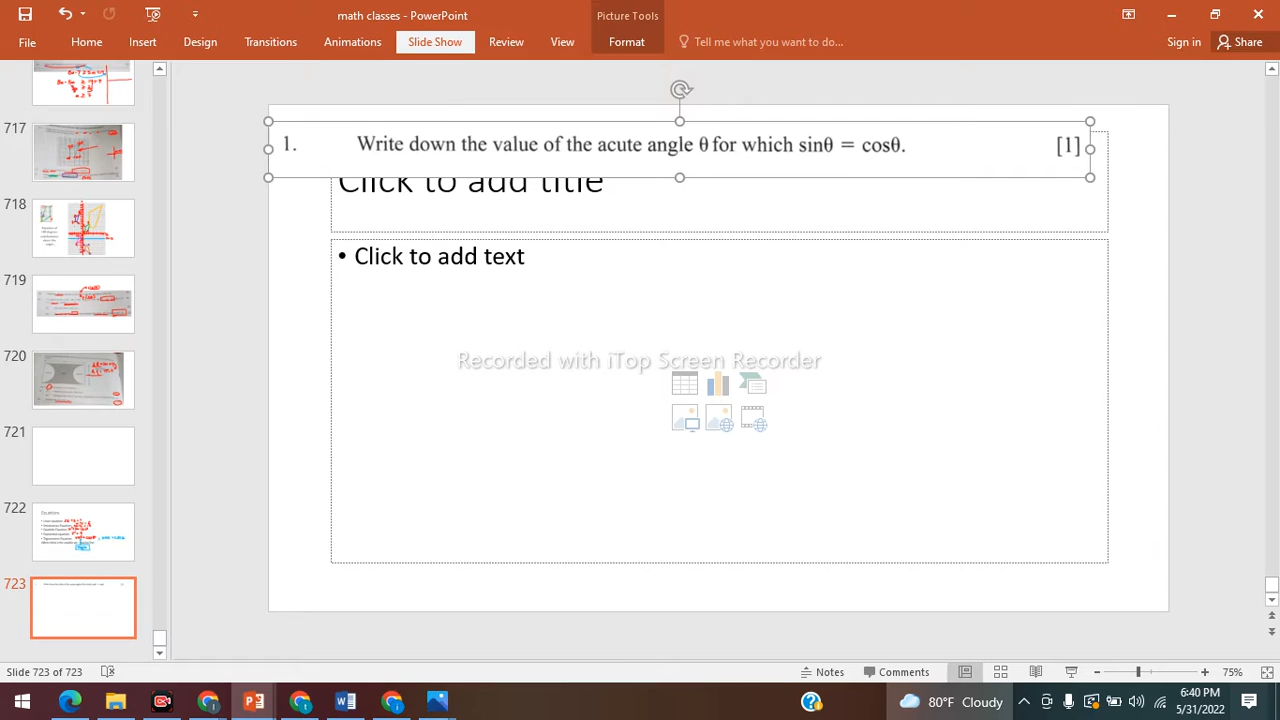 math classes - PowerPoint
Picture Tools
File
Home
Insert
Design
Transitions
Animations
Slide Show
Review
View
Format
Tell me what you want to do...
Sign in
Share
717
718
719
720
721
722
723
1. Write down the value of the acute angle θ for which sinθ = cosθ. [1]
Click to add title
• Click to add text
Recorded with iTop Screen Recorder
Slide 723 of 723
Notes
Comments
75%
80°F Cloudy
6:40 PM
5/31/2022